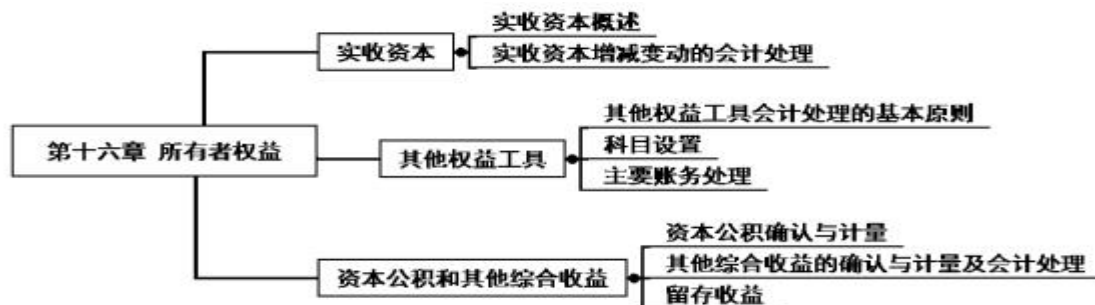 第十六章 所有者权益
实收资本
实收资本概述
实收资本增减变动的会计处理
其他权益工具
其他权益工具会计处理的基本原则
科目设置
主要账务处理
资本公积和其他综合收益
资本公积确认与计量
其他综合收益的确认与计量及会计处理
留存收益